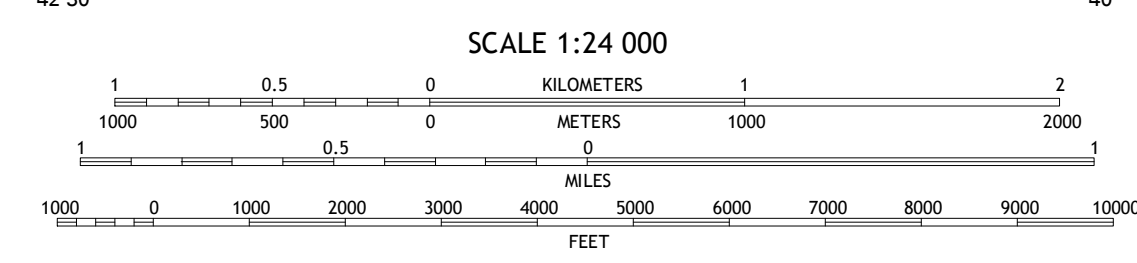 SCALE 1:24 000
1 0.5 0 KILOMETERS 1 2
1000 500 0 METERS 1000 2000
1 0.5 0 1
MILES
1000 0 1000 2000 3000 4000 5000 6000 7000 8000 9000 10000
FEET